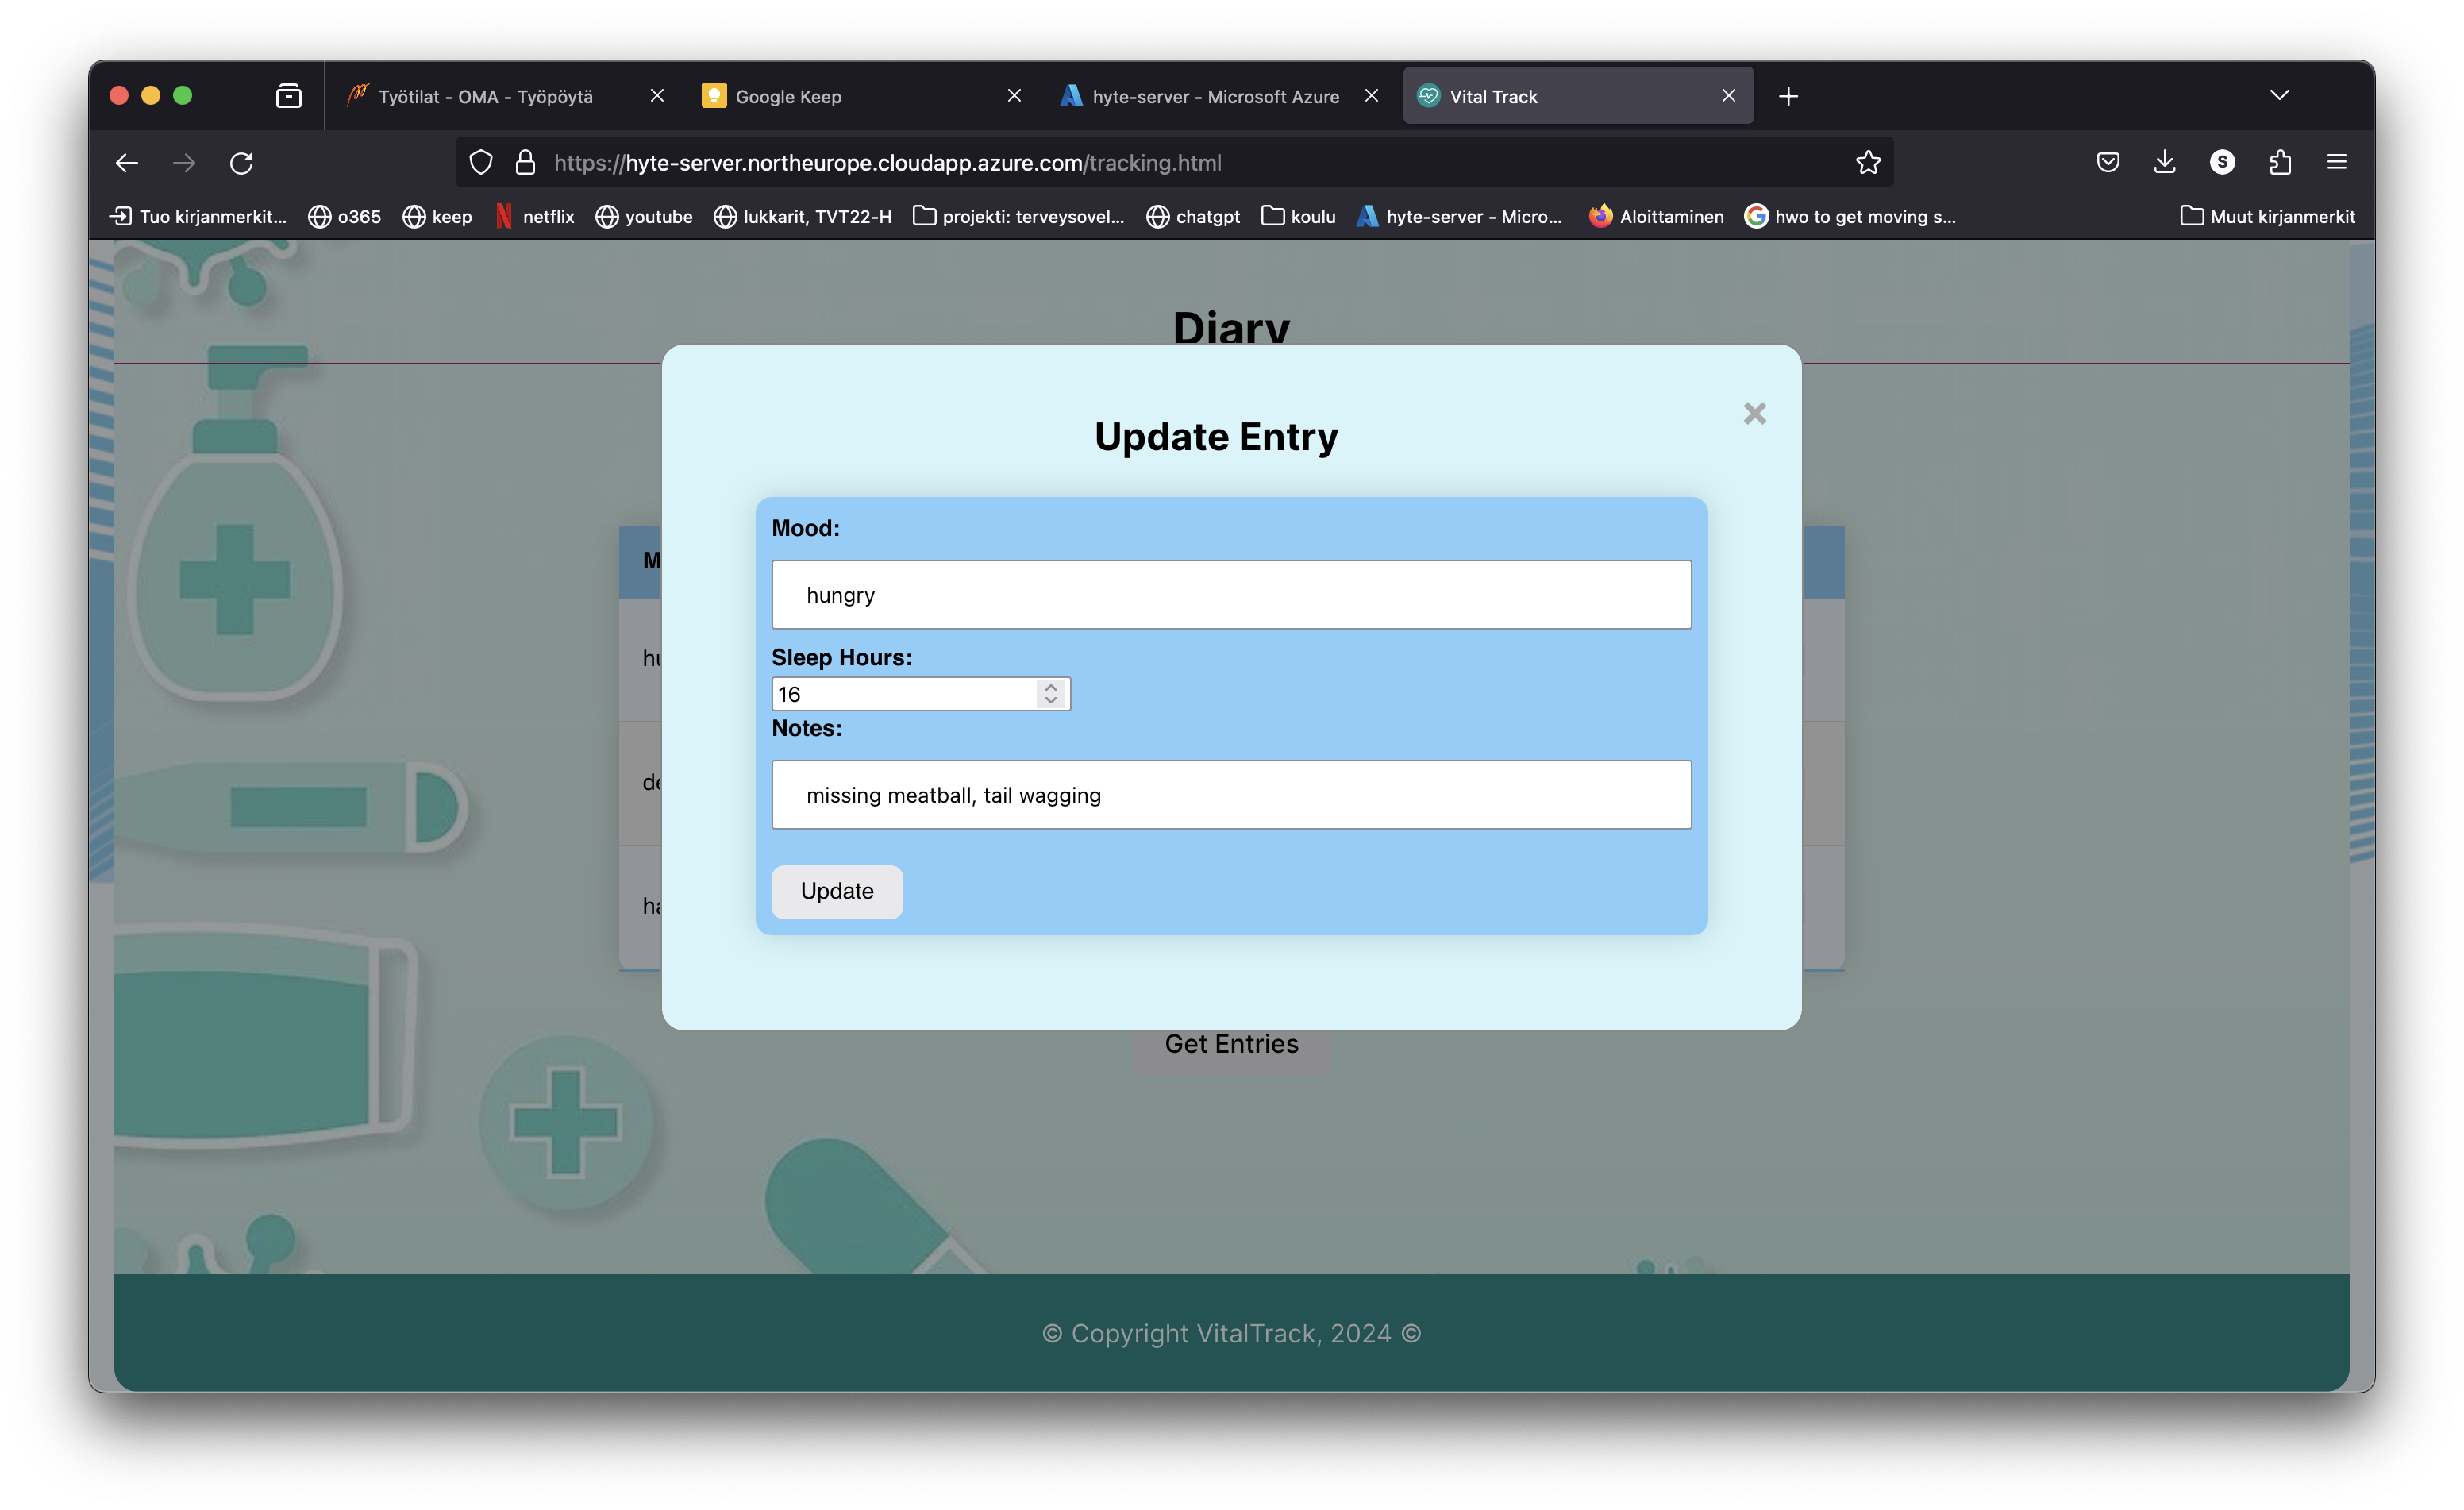 Työtilat - OMA - Työpöytä
Google Keep
hyte-server - Microsoft Azure
Vital Track
https://hyte-server.northeurope.cloudapp.azure.com/tracking.html
S
Tuo kirjanmerkit...
o365
keep
netflix
youtube
lukkarit, TVT22-H
projekti: terveysovel...
chatgpt
koulu
hyte-server - Micro...
Aloittaminen
hwo to get moving s...
Muut kirjanmerkit
Diary
Update Entry
Mood:
hungry
Sleep Hours:
16
Notes:
missing meatball, tail wagging
Update
Get Entries
© Copyright VitalTrack, 2024 ©